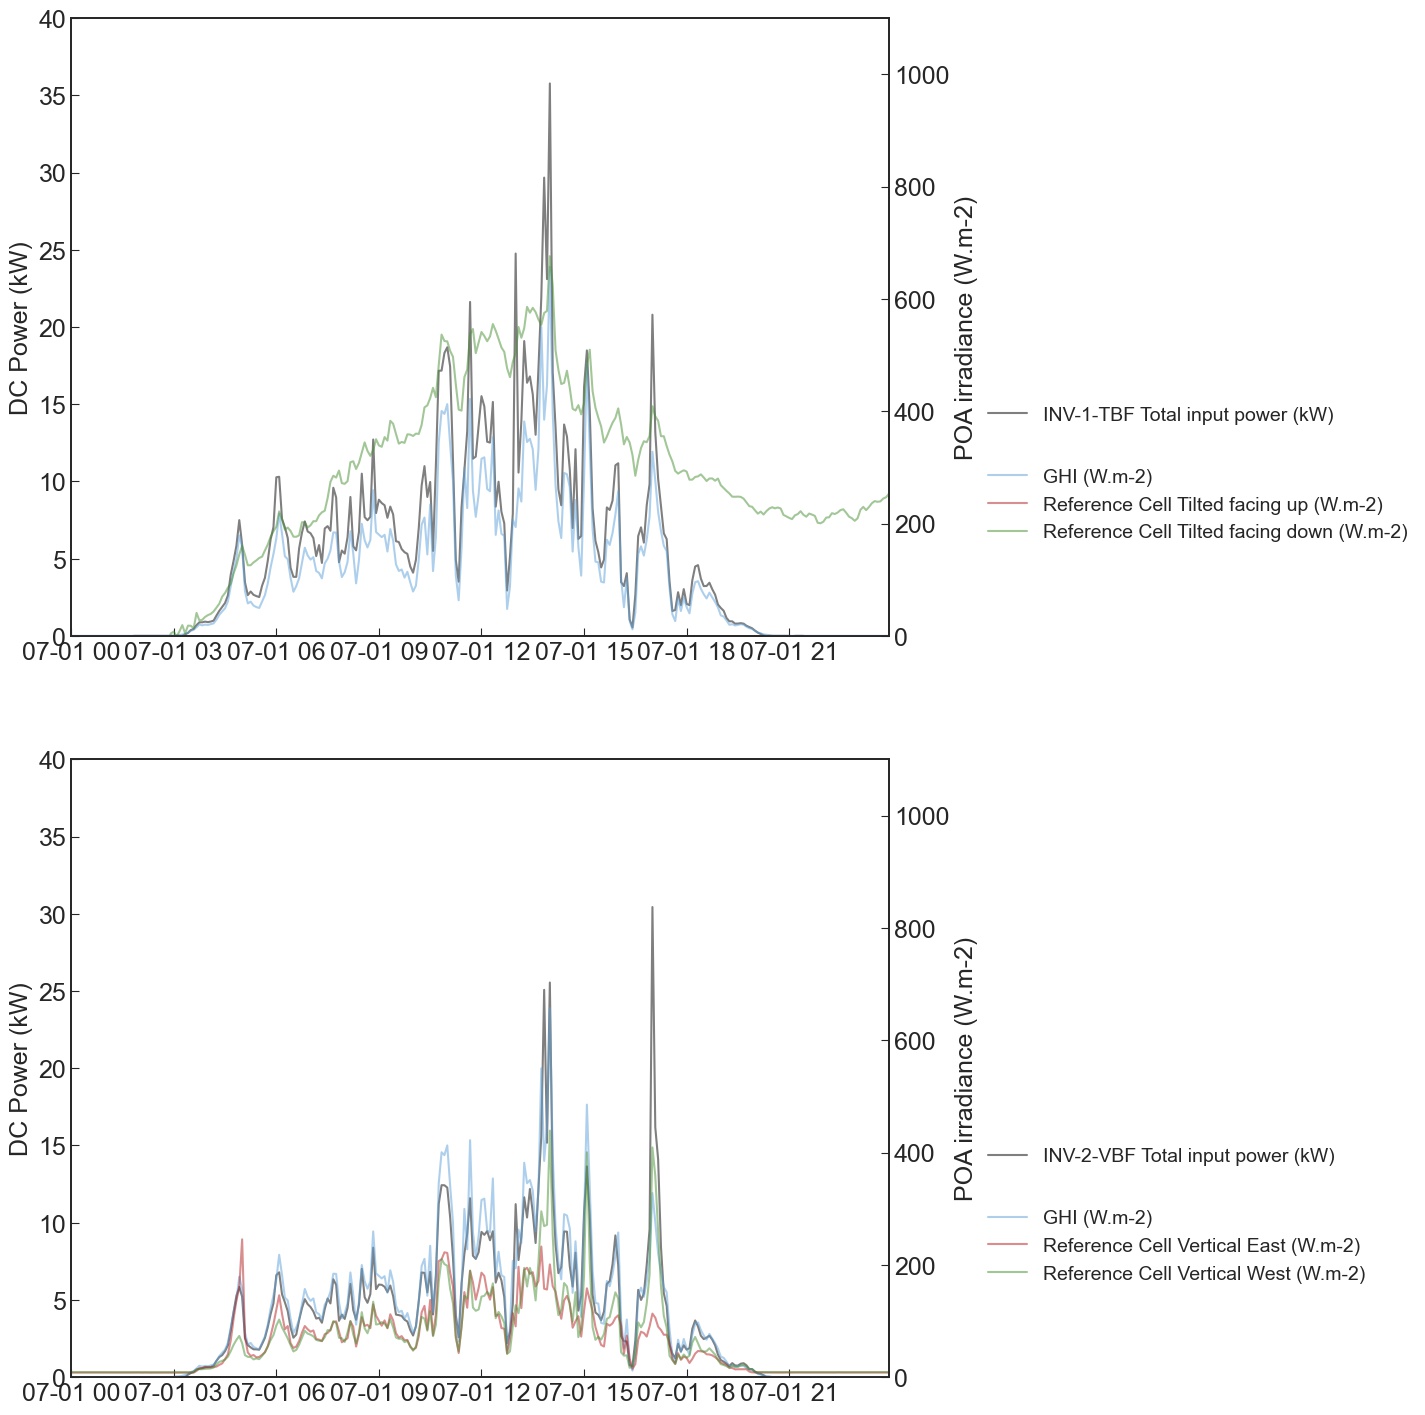 40
35
30
25
20
15
10
5
0
DC Power (kW)
1000
800
600
400
200
0
POA irradiance (W.m-2)
07-01 00 07-01 03 07-01 06 07-01 09 07-01 12 07-01 15 07-01 18 07-01 21
INV-1-TBF Total input power (kW)
GHI (W.m-2)
Reference Cell Tilted facing up (W.m-2)
Reference Cell Tilted facing down (W.m-2)
40
35
30
25
20
15
10
5
0
DC Power (kW)
1000
800
600
400
200
0
POA irradiance (W.m-2)
07-01 00 07-01 03 07-01 06 07-01 09 07-01 12 07-01 15 07-01 18 07-01 21
INV-2-VBF Total input power (kW)
GHI (W.m-2)
Reference Cell Vertical East (W.m-2)
Reference Cell Vertical West (W.m-2)